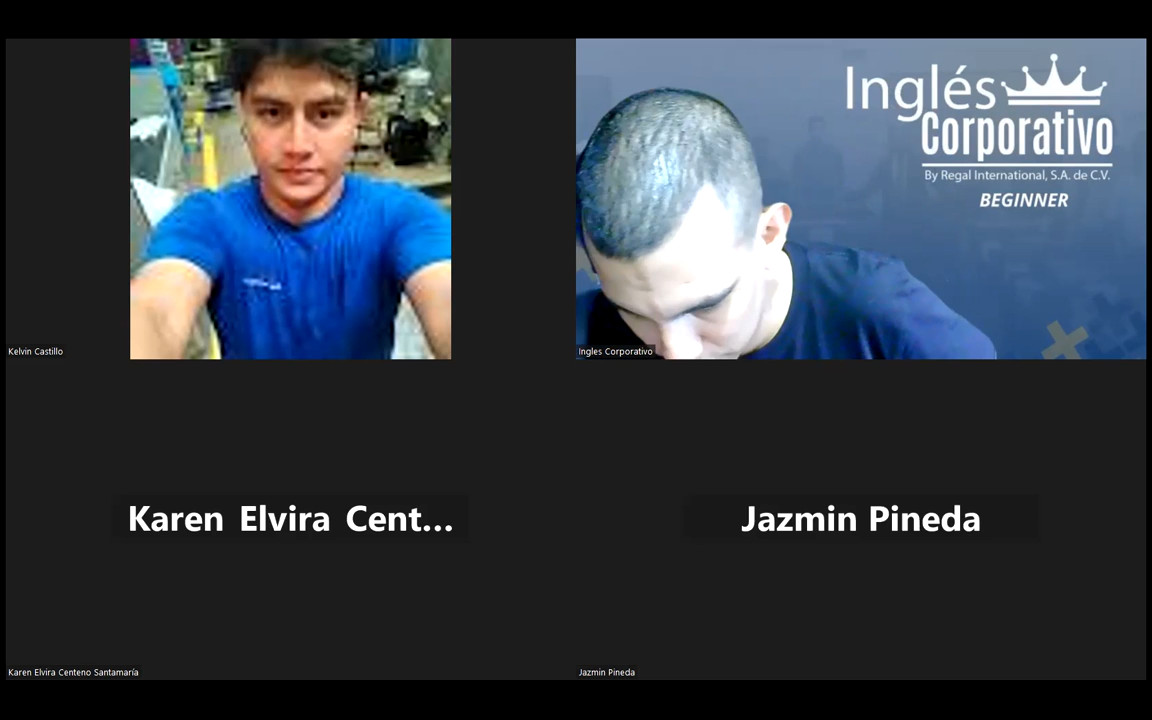 Inglés
Corporativo
By Regal International, S.A. de C.V.
BEGINNER
Kelvin Castillo
Ingles Corporativo
Karen Elvira Cent...
Jazmin Pineda
Karen Elvira Centeno Santamaría
Jazmin Pineda